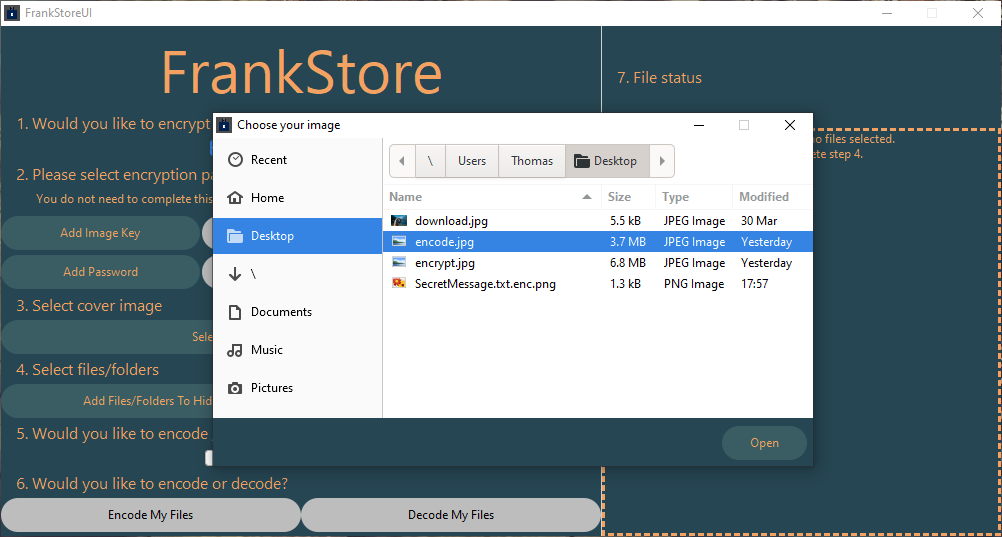 FrankStoreUI
FrankStore
1. Would you like to encrypt
2. Please select encryption pa
You do not need to complete this
Add Image Key
Add Password
3. Select cover image
Sele
4. Select files/folders
Add Files/Folders To Hid
5. Would you like to encode
6. Would you like to encode or decode?
Encode My Files Decode My Files
7. File status
o files selected.
ete step 4.
Choose your image
Recent
Home
Desktop
\
Documents
Music
Pictures
\ Users Thomas Desktop
Name Size Type Modified
download.jpg 5.5 kB JPEG Image 30 Mar
encode.jpg 3.7 MB JPEG Image Yesterday
encrypt.jpg 6.8 MB JPEG Image Yesterday
SecretMessage.txt.enc.png 1.3 kB PNG Image 17:57
Open